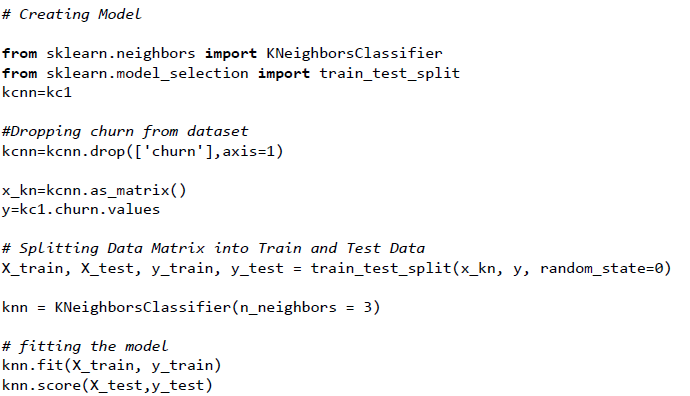 # Creating Model
from sklearn.neighbors import KNeighborsClassifier
from sklearn.model_selection import train_test_split
kcnn=kc1
#Dropping churn from dataset
kcnn=kcnn.drop(['churn'],axis=1)
x_kn=kcnn.as_matrix()
y=kc1.churn.values
# Splitting Data Matrix into Train and Test Data
X_train, X_test, y_train, y_test = train_test_split(x_kn, y, random_state=0)
knn = KNeighborsClassifier(n_neighbors = 3)
# fitting the model
knn.fit(X_train, y_train)
knn.score(X_test,y_test)